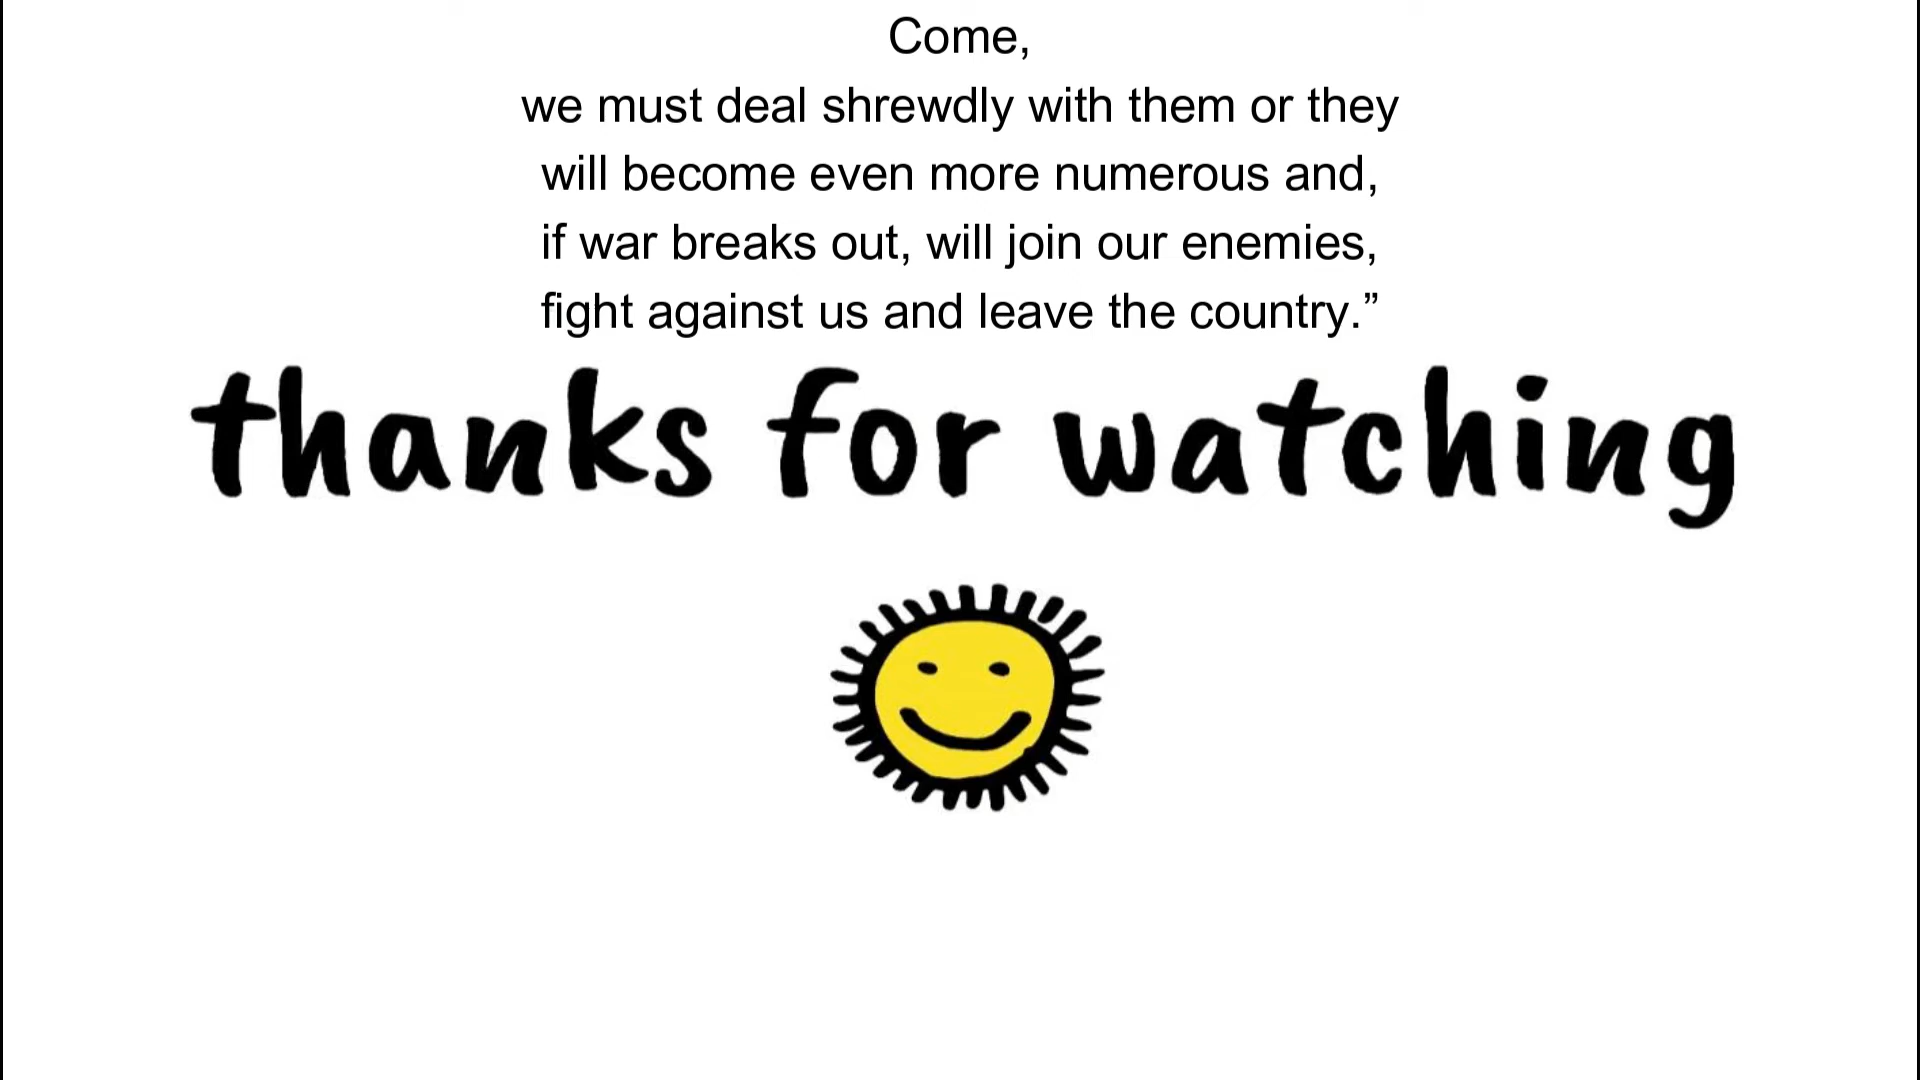 Come,
we must deal shrewdly with them or they
will become even more numerous and,
if war breaks out, will join our enemies,
fight against us and leave the country.”
thanks for watching